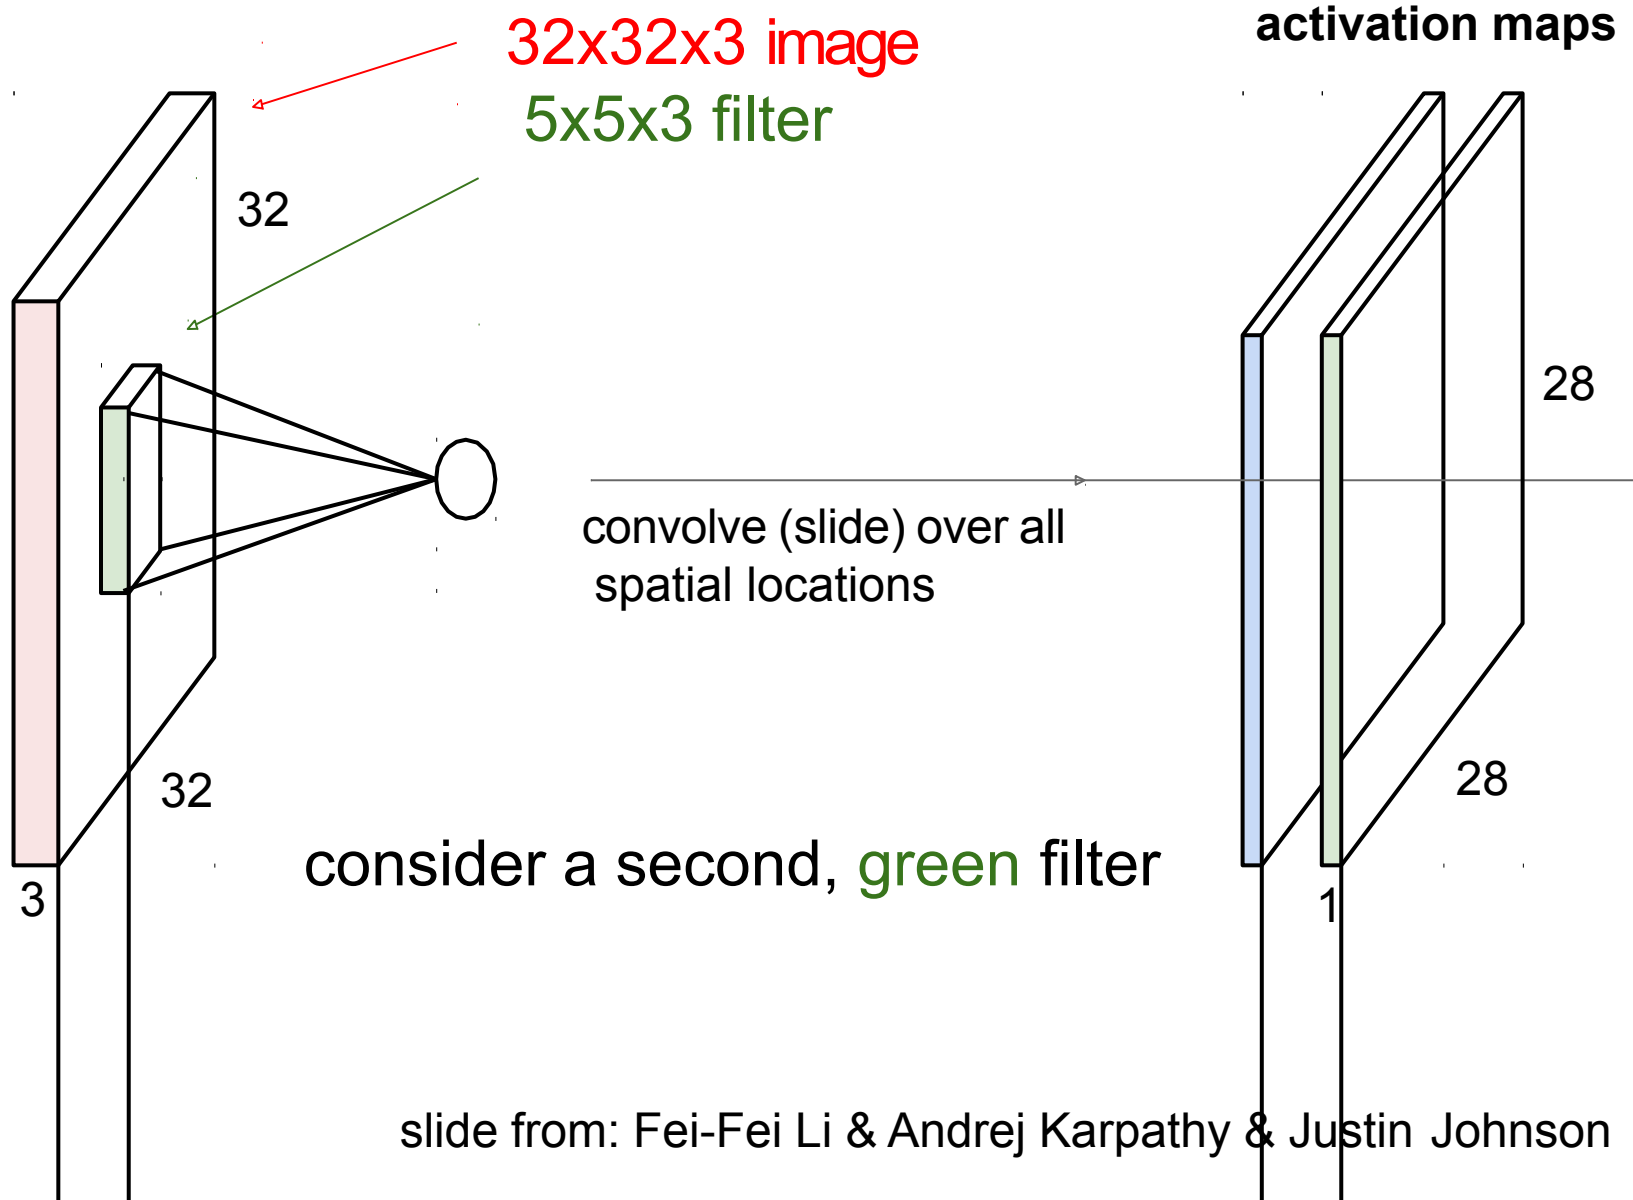 32x32x3 image
5x5x3 filter
activation maps
32
28
convolve (slide) over all
spatial locations
32
28
consider a second, green filter
3
1
slide from: Fei-Fei Li & Andrej Karpathy & Justin Johnson